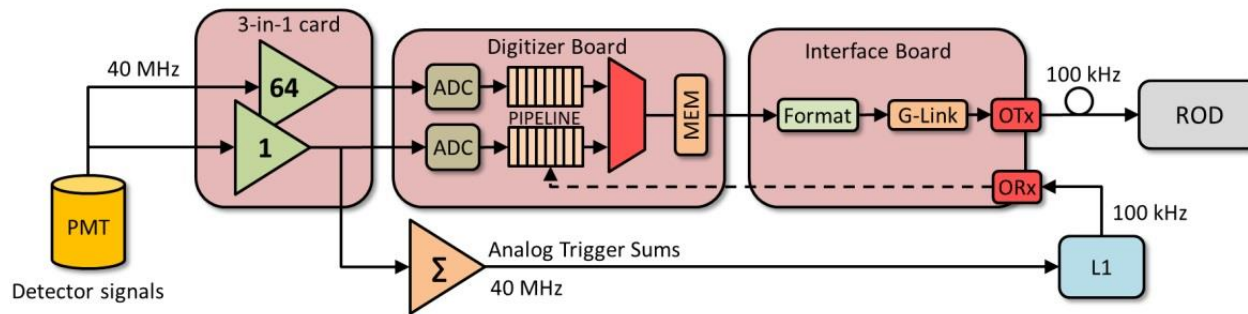 3-in-1 card
Digitizer Board
Interface Board
40 MHz
64
1
ADC
ADC
PIPELINE
MEM
Format
G-Link
OTx
100 kHz
ROD
ORx
100 kHz
PMT
Detector signals
Σ
Analog Trigger Sums
40 MHz
L1